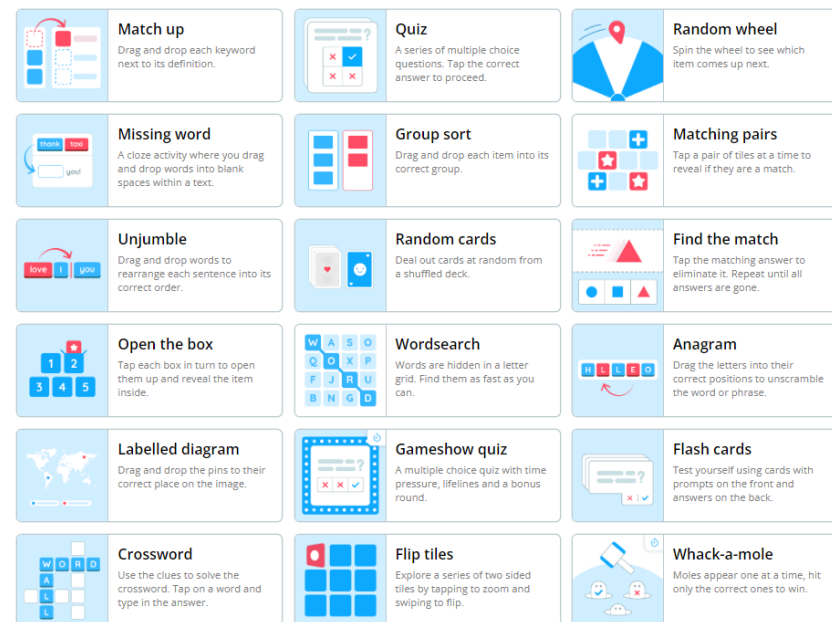 Match up
Drag and drop each keyword
next to its definition.
Quiz
A series of multiple choice
questions. Tap the correct
answer to proceed.
Random wheel
Spin the wheel to see which
item comes up next.
thank taxi
you!
Missing word
A cloze activity where you drag
and drop words into blank
spaces within a text.
Group sort
Drag and drop each item into its
correct group.
Matching pairs
Tap a pair of tiles at a time to
reveal if they are a match.
love I you
Unjumble
Drag and drop words to
rearrange each sentence into its
correct order.
Random cards
Deal out cards at random from
a shuffled deck.
Find the match
Tap the matching answer to
eliminate it. Repeat until all
answers are gone.
1 2
3 4 5
Open the box
Tap each box in turn to open
them up and reveal the item
inside.
W A S O
Q O X P
F J R U
B N G D
Wordsearch
Words are hidden in a letter
grid. Find them as fast as you
can.
H L L E O
Anagram
Drag the letters into their
correct positions to unscramble
the word or phrase.
Labelled diagram
Drag and drop the pins to their
correct place on the image.
?
Gameshow quiz
A multiple choice quiz with time
pressure, lifelines and a bonus
round.
?
Flash cards
Test yourself using cards with
prompts on the front and
answers on the back.
W O R D
A
L
L
Crossword
Use the clues to solve the
crossword. Tap on a word and
type in the answer.
Flip tiles
Explore a series of two sided
tiles by tapping to zoom and
swiping to flip.
Whack-a-mole
Moles appear one at a time, hit
only the correct ones to win.